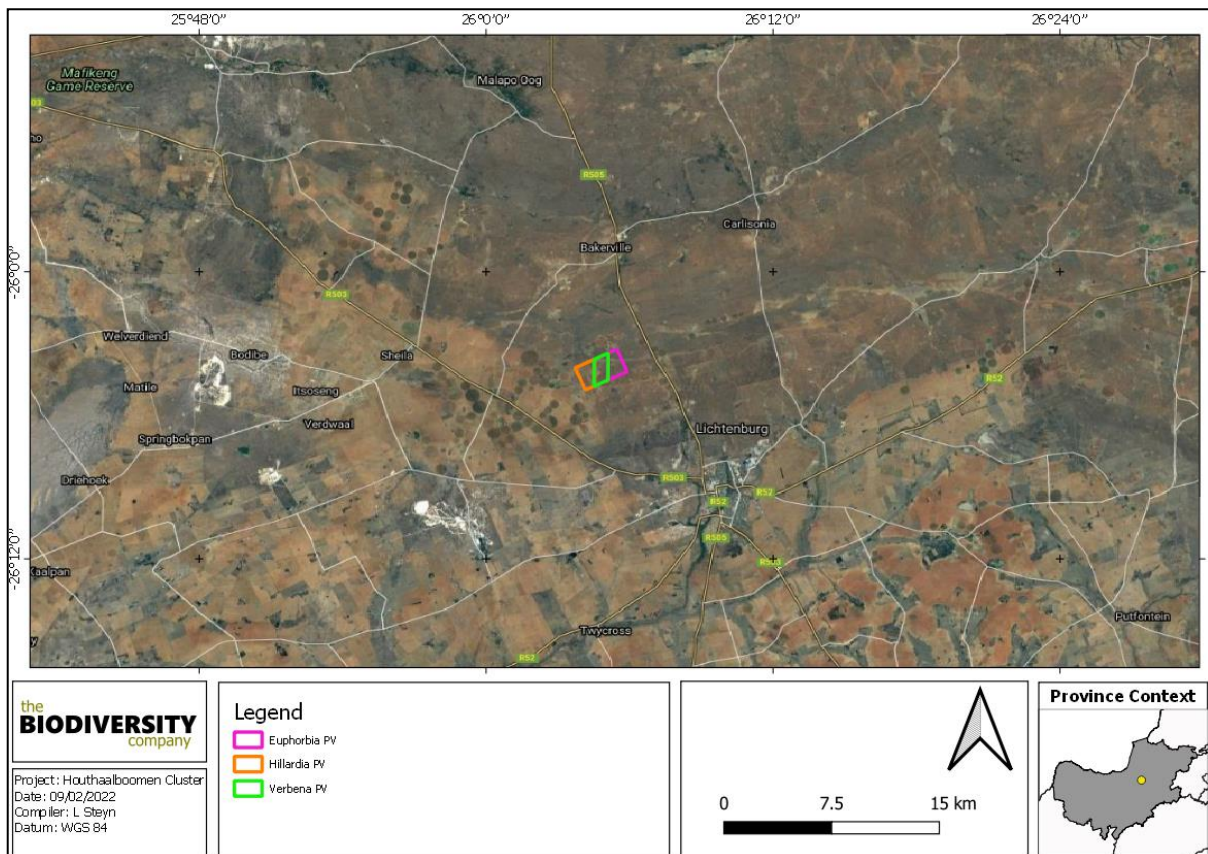 25°48'0"
26°0'0"
26°12'0"
26°24'0"
Mafikeng
Game Reserve
Malapo Oog
R505
Carlisonia
Bakerville
-26°0'0"
R503
Welverdiend
Bodibe
Sheila
Matile
Itsoseng
Verdwaal
Springbokpan
Driehoek
R52
Lichtenburg
R503
R52
R52
R505
R503
-26°12'0"
Twycross
Putfontein
R52
the
BIODIVERSITY
company
Project: Houthaalboomen Cluster
Date: 09/02/2022
Compiler: L Steyn
Datum: WGS 84
Legend
Euphorbia PV
Hillardia PV
Verbena PV
0 7.5 15 km
Province Context